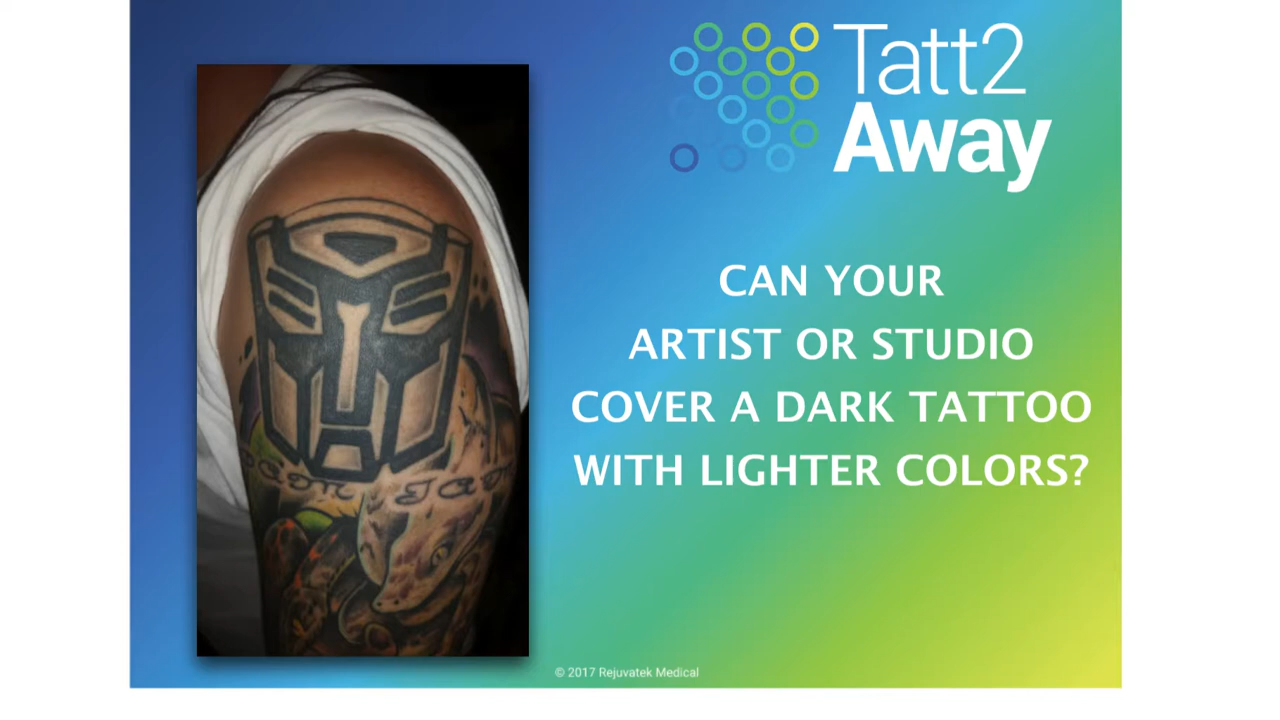 Tatt2
Away
CAN YOUR
ARTIST OR STUDIO
COVER A DARK TATTOO
WITH LIGHTER COLORS?
© 2017 Rejuvatek Medical